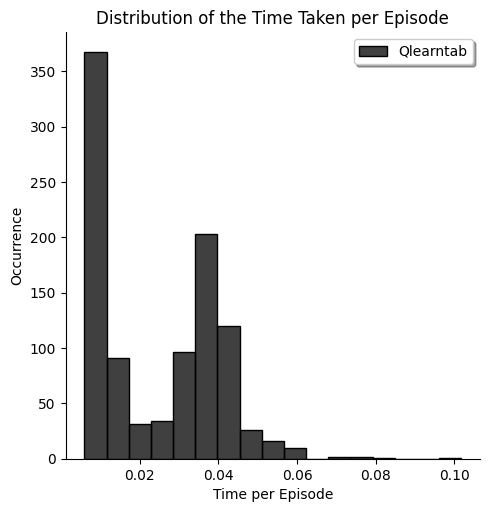 Distribution of the Time Taken per Episode
Qlearntab
350
300
250
200
150
100
50
0
Occurrence
0.02 0.04 0.06 0.08 0.10
Time per Episode